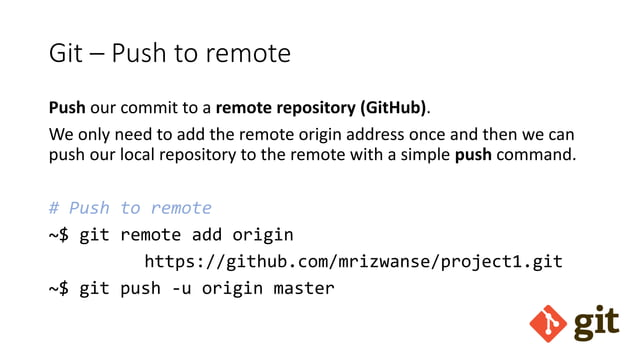 Git – Push to remote
Push our commit to a remote repository (GitHub).
We only need to add the remote origin address once and then we can
push our local repository to the remote with a simple push command.
# Push to remote
~$ git remote add origin
https://github.com/mrizwanse/project1.git
~$ git push -u origin master
git